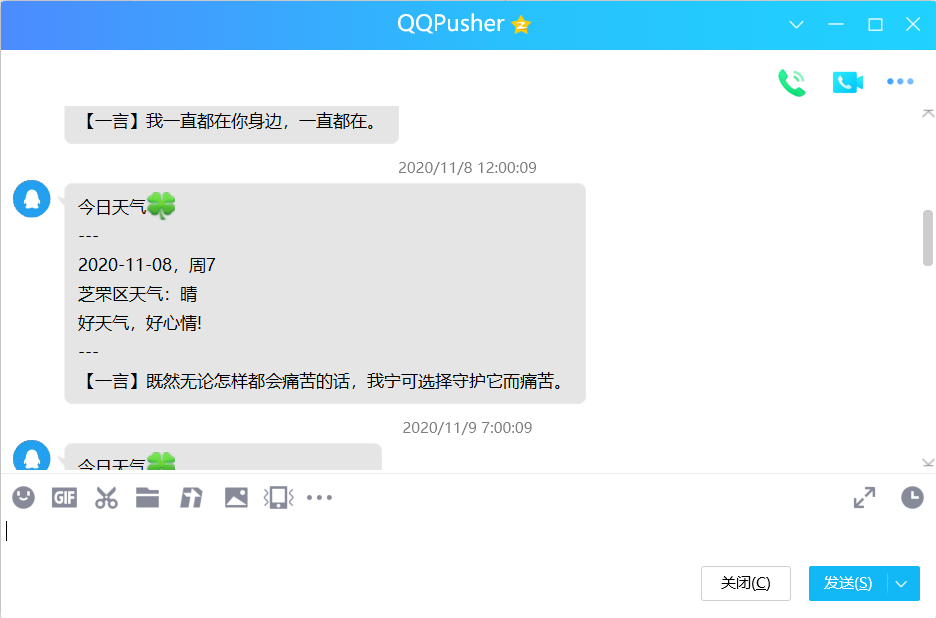 QQPusher
【一言】我一直都在你身边，一直都在。
2020/11/8 12:00:09
今日天气
---
2020-11-08，周7
芝罘区天气：晴
好天气，好心情!
---
【一言】既然无论怎样都会痛苦的话，我宁可选择守护它而痛苦。
2020/11/9 7:00:09
今日天气
GIF
关闭(C)
发送(S)